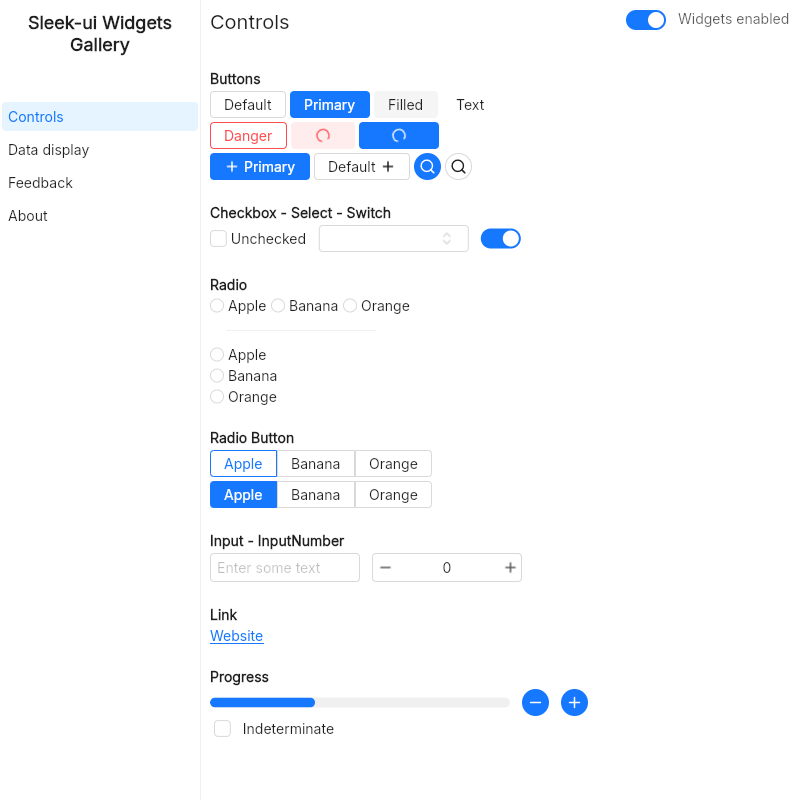 Sleek-ui Widgets
Gallery
Controls
Data display
Feedback
About
Controls
Widgets enabled
Buttons
Default Primary Filled Text
Danger
+ Primary Default +
Checkbox - Select - Switch
Unchecked
Radio
Apple Banana Orange
Apple
Banana
Orange
Radio Button
Apple Banana Orange
Apple Banana Orange
Input - InputNumber
Enter some text − 0 +
Link
Website
Progress
− +
Indeterminate